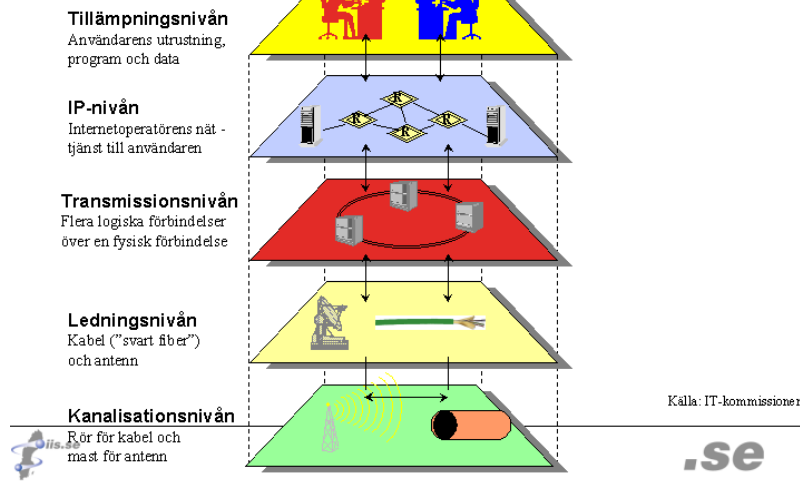 Tillämpningsnivån
Användarens utrustning,
program och data
IP-nivån
Internetoperatörens nät -
tjänst till användaren
R
R
R
R
Transmissionsnivån
Flera logiska förbindelser
över en fysisk förbindelse
Ledningsnivån
Kabel ("svart fiber")
och antenn
Källa: IT-kommissionen
Kanalisationsnivån
Rör för kabel och
mast för antenn
iis.se
.se